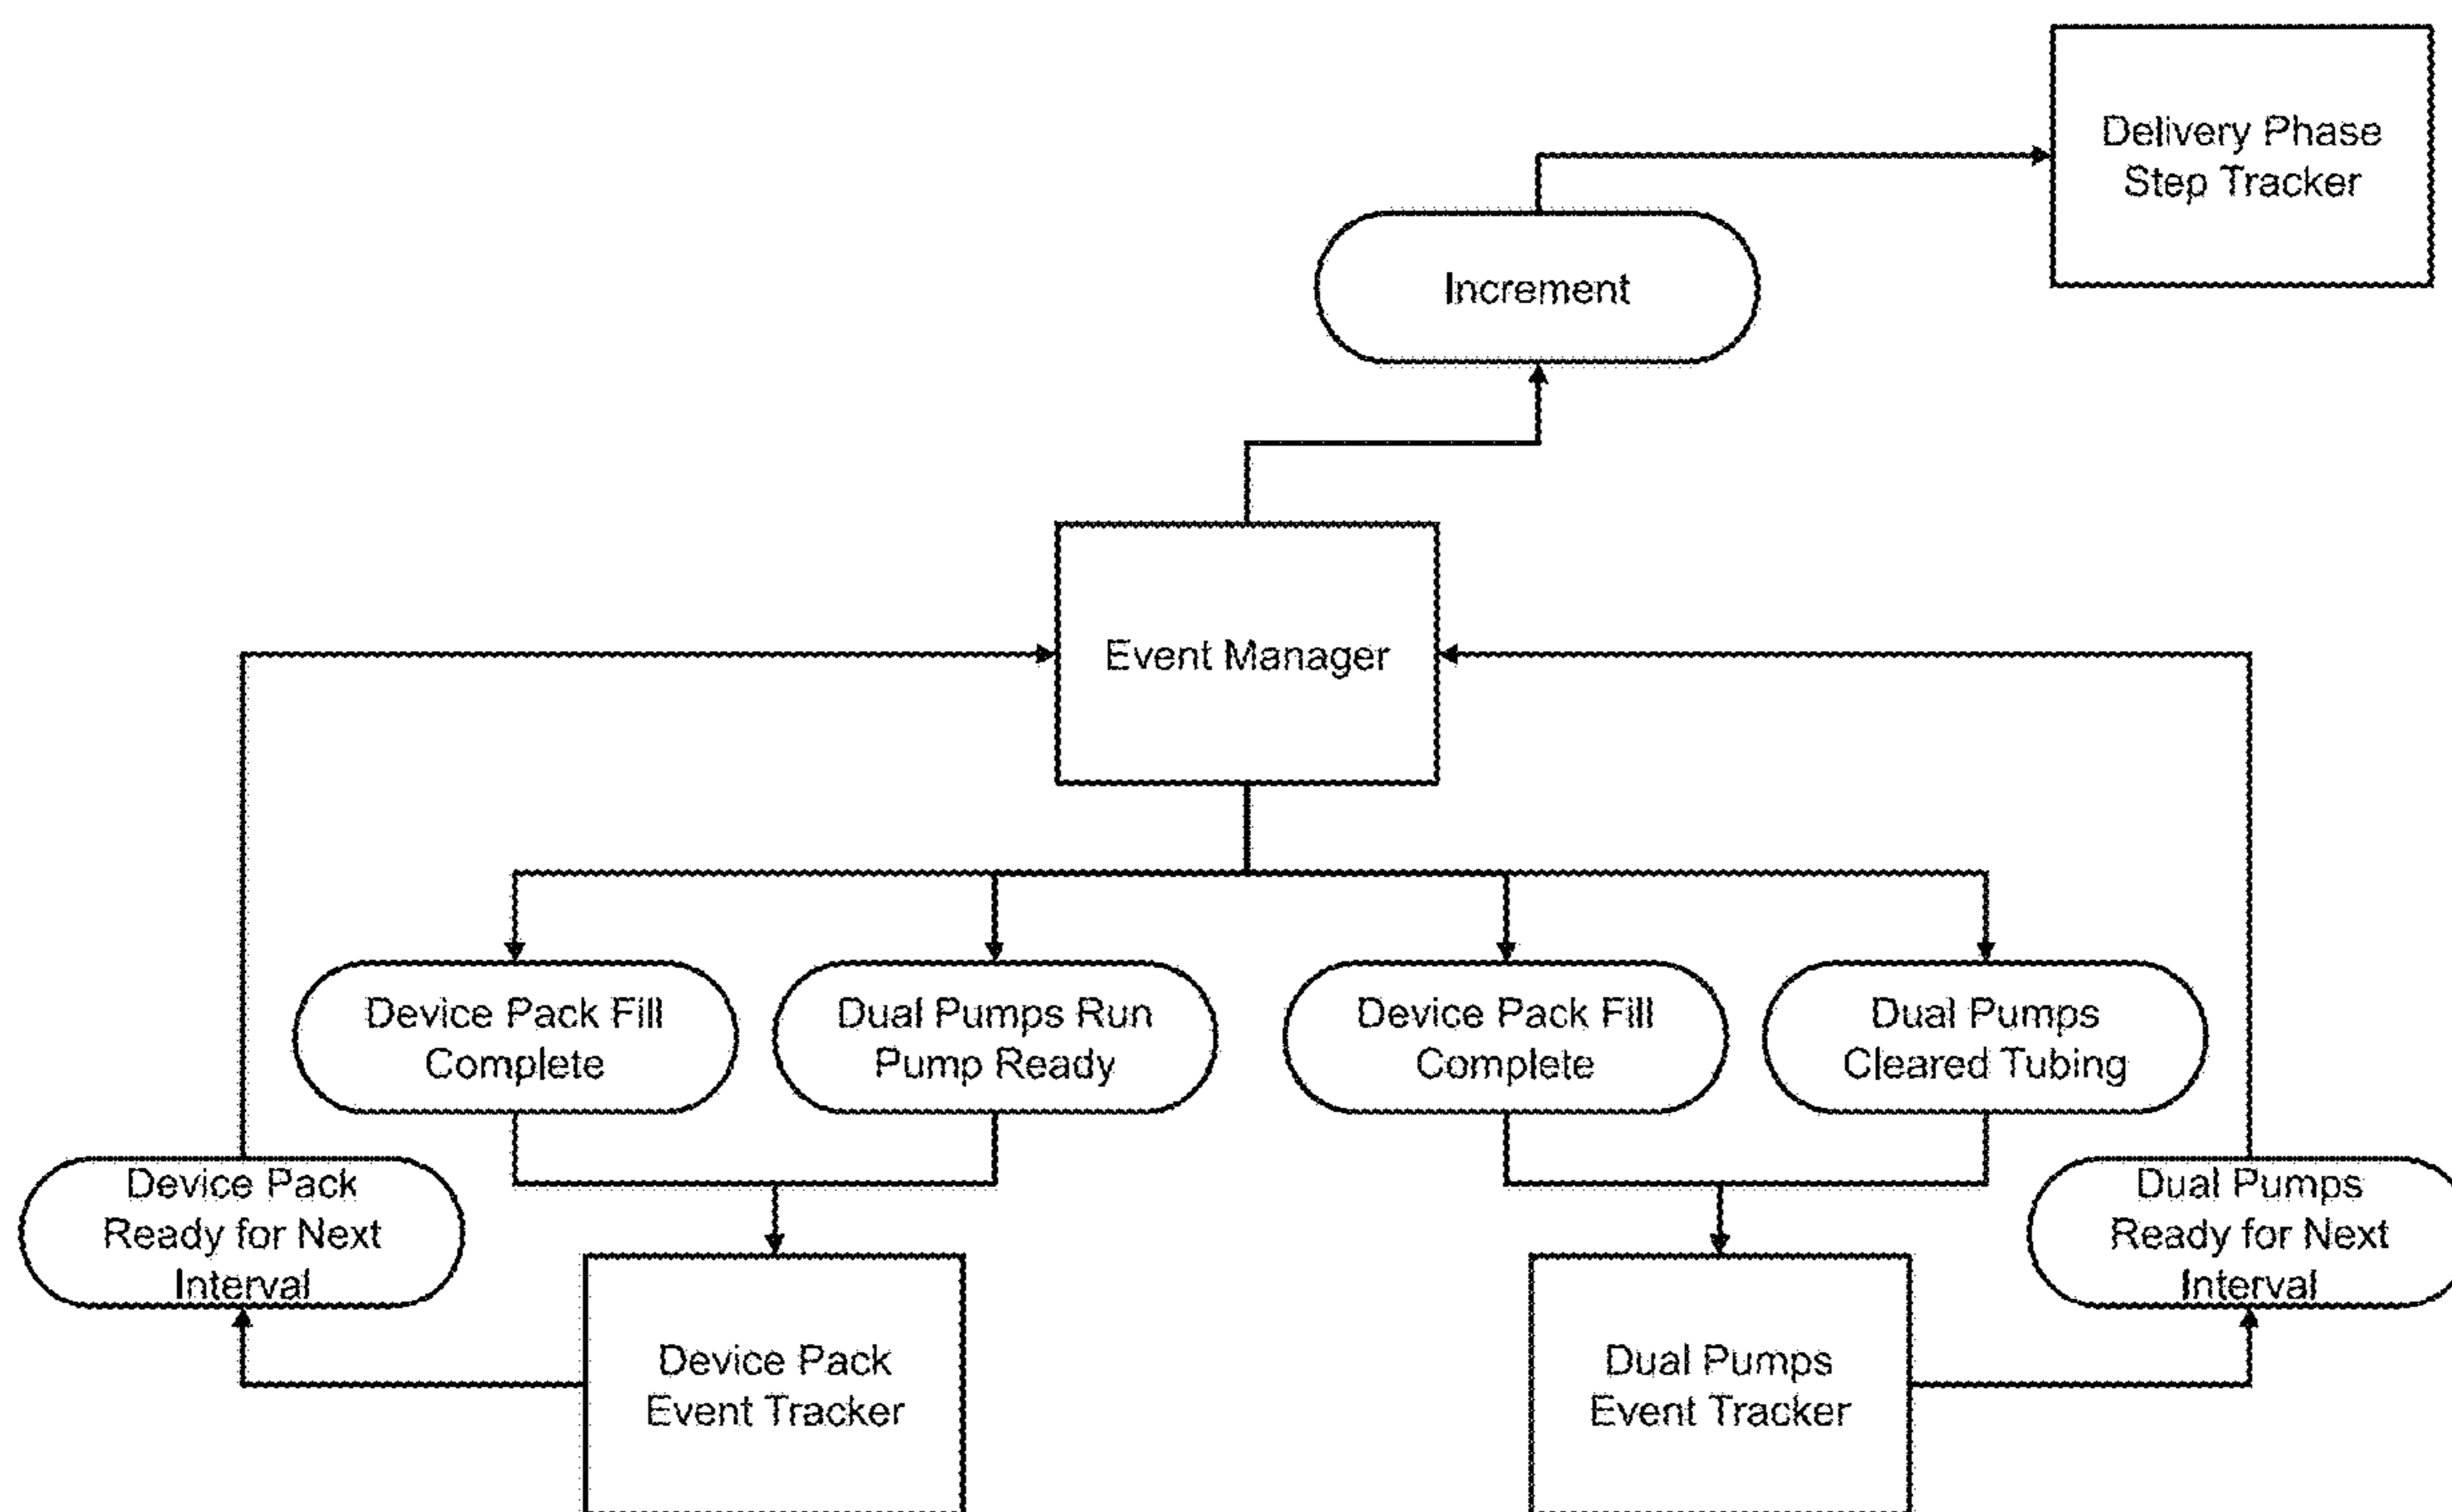 Delivery Phase
Step Tracker
Increment
Event Manager
Device Pack Fill
Complete
Dual Pumps Run
Pump Ready
Device Pack Fill
Complete
Dual Pumps
Cleared Tubing
Device Pack
Ready for Next
Interval
Dual Pumps
Ready for Next
Interval
Device Pack
Event Tracker
Dual Pumps
Event Tracker